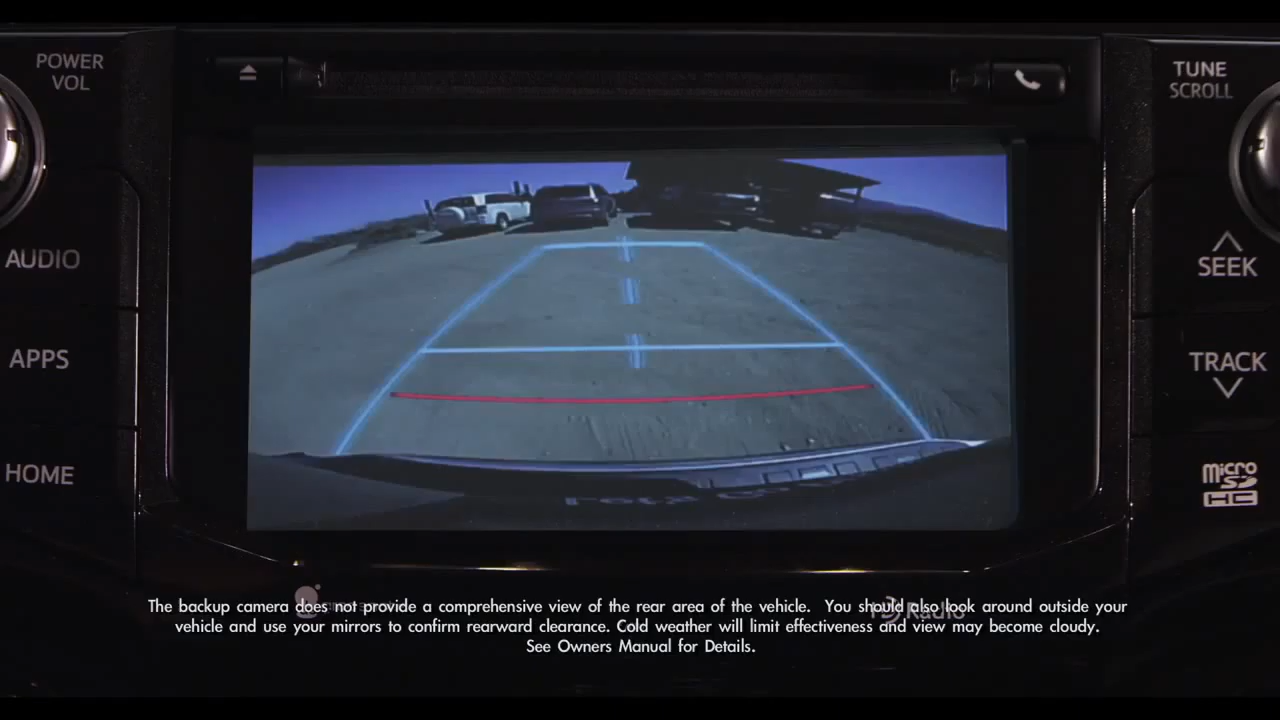 POWER
VOL
TUNE
SCROLL
AUDIO
SEEK
APPS
TRACK
HOME
micro
SD
HC
HD Radio
The backup camera does not provide a comprehensive view of the rear area of the vehicle. You should also look around outside your
vehicle and use your mirrors to confirm rearward clearance. Cold weather will limit effectiveness and view may become cloudy.
See Owners Manual for Details.